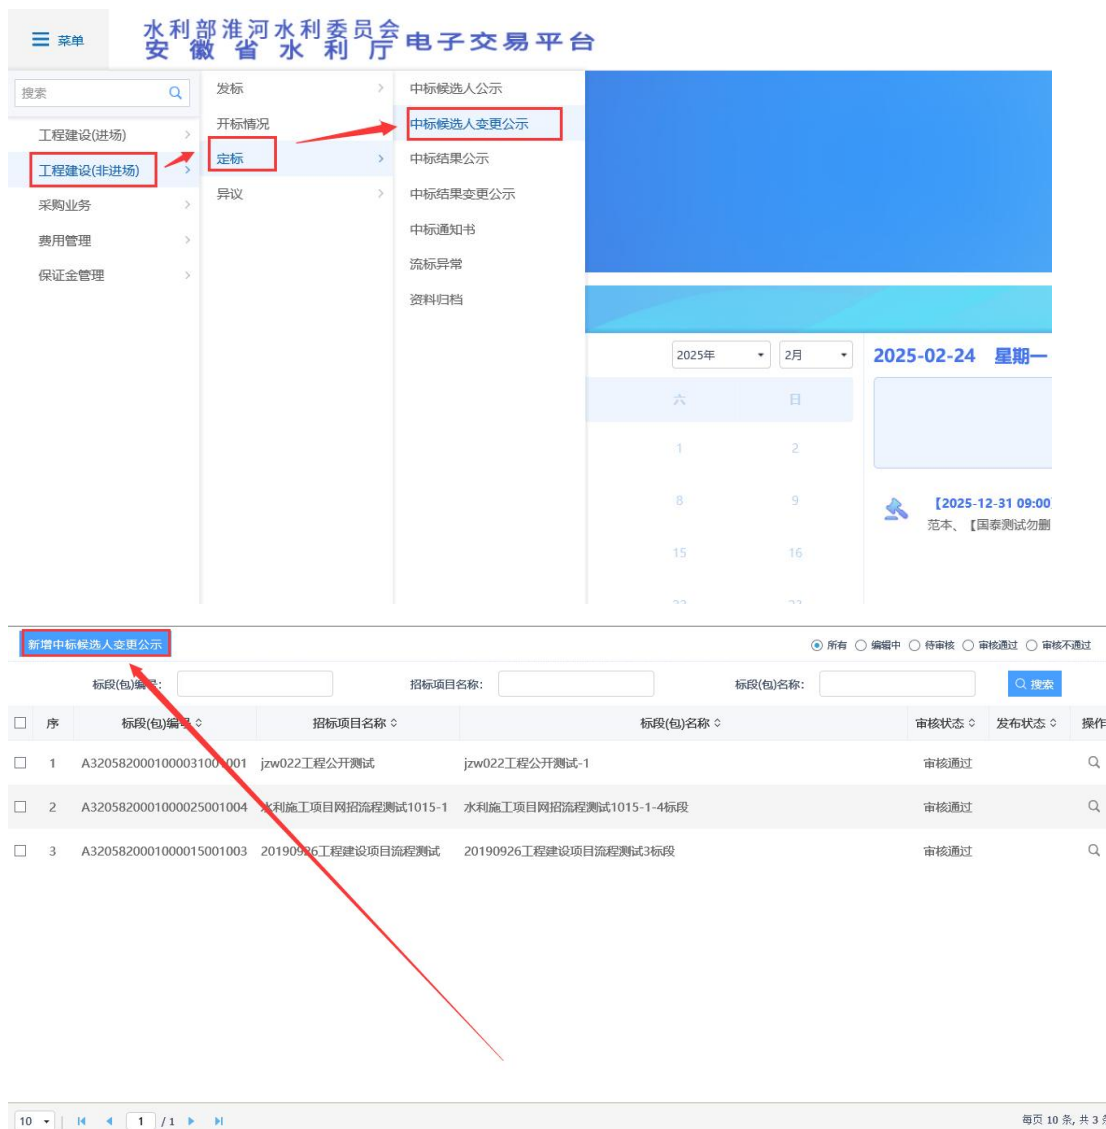 菜单
水利部淮河水利委员会
安徽省水利厅
电子交易平台
搜索
工程建设(进场)
工程建设(非进场)
采购业务
费用管理
保证金管理
发标
开标情况
定标
异议
中标候选人公示
中标候选人变更公示
中标结果公示
中标结果变更公示
中标通知书
流标异常
资料归档
2025年 2月
六 日
1 2
8 9
15 16
2025-02-24 星期一
【2025-12-31 09:00
范本、【国泰测试勿删
新增中标候选人变更公示
所有 编辑中 待审核 审核通过 审核不通过
标段(包)编号: 招标项目名称: 标段(包)名称: 搜索
序 标段(包)编号 招标项目名称 标段(包)名称 审核状态 发布状态 操作
1 A3205820001000031001001 jzw022工程公开测试 jzw022工程公开测试-1 审核通过
2 A3205820001000025001004 水利施工项目网招流程测试1015-1 水利施工项目网招流程测试1015-1-4标段 审核通过
3 A3205820001000015001003 20190926工程建设项目流程测试 20190926工程建设项目流程测试3标段 审核通过
10 1 / 1 每页 10 条, 共 3